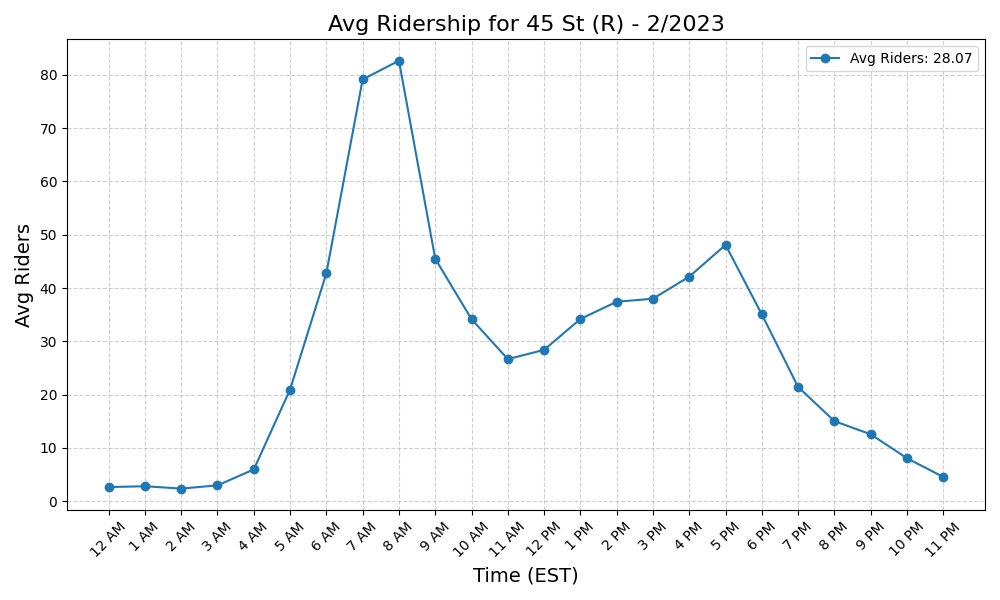 Avg Ridership for 45 St (R) - 2/2023
Avg Riders: 28.07
Avg Riders
80
70
60
50
40
30
20
10
0
12 AM
1 AM
2 AM
3 AM
4 AM
5 AM
6 AM
7 AM
8 AM
9 AM
10 AM
11 AM
12 PM
1 PM
2 PM
3 PM
4 PM
5 PM
6 PM
7 PM
8 PM
9 PM
10 PM
11 PM
Time (EST)